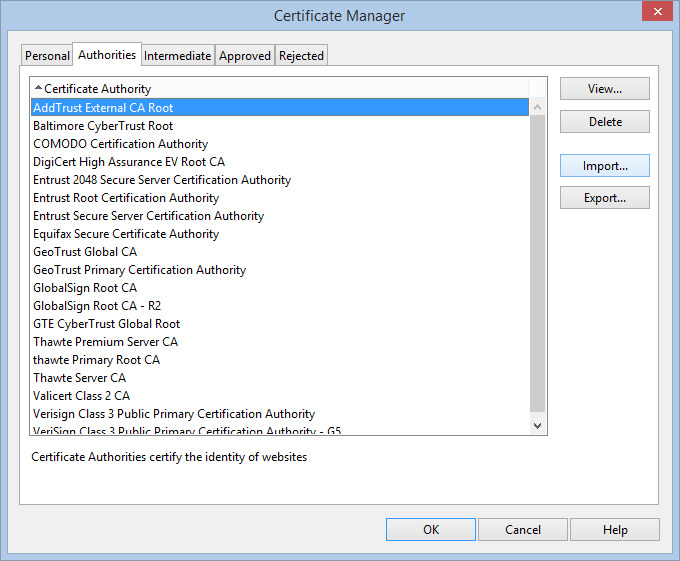 Certificate Manager
Personal Authorities Intermediate Approved Rejected
Certificate Authority
AddTrust External CA Root
Baltimore CyberTrust Root
COMODO Certification Authority
DigiCert High Assurance EV Root CA
Entrust 2048 Secure Server Certification Authority
Entrust Root Certification Authority
Entrust Secure Server Certification Authority
Equifax Secure Certificate Authority
GeoTrust Global CA
GeoTrust Primary Certification Authority
GlobalSign Root CA
GlobalSign Root CA - R2
GTE CyberTrust Global Root
Thawte Premium Server CA
thawte Primary Root CA
Thawte Server CA
Valicert Class 2 CA
Verisign Class 3 Public Primary Certification Authority
VeriSign Class 3 Public Primary Certification Authority - G5
View...
Delete
Import...
Export...
Certificate Authorities certify the identity of websites
OK Cancel Help